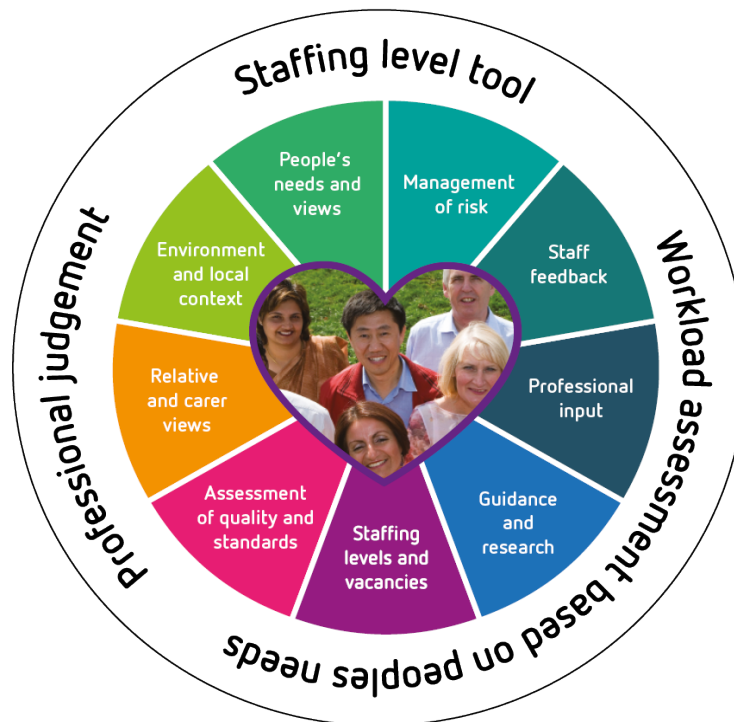 Staffing level tool
Workload assessment based on peoples needs
Professional judgement
People's
needs and
views
Management
of risk
Staff
feedback
Professional
input
Guidance
and
research
Staffing
levels and
vacancies
Assessment
of quality and
standards
Relative
and carer
views
Environment
and local
context